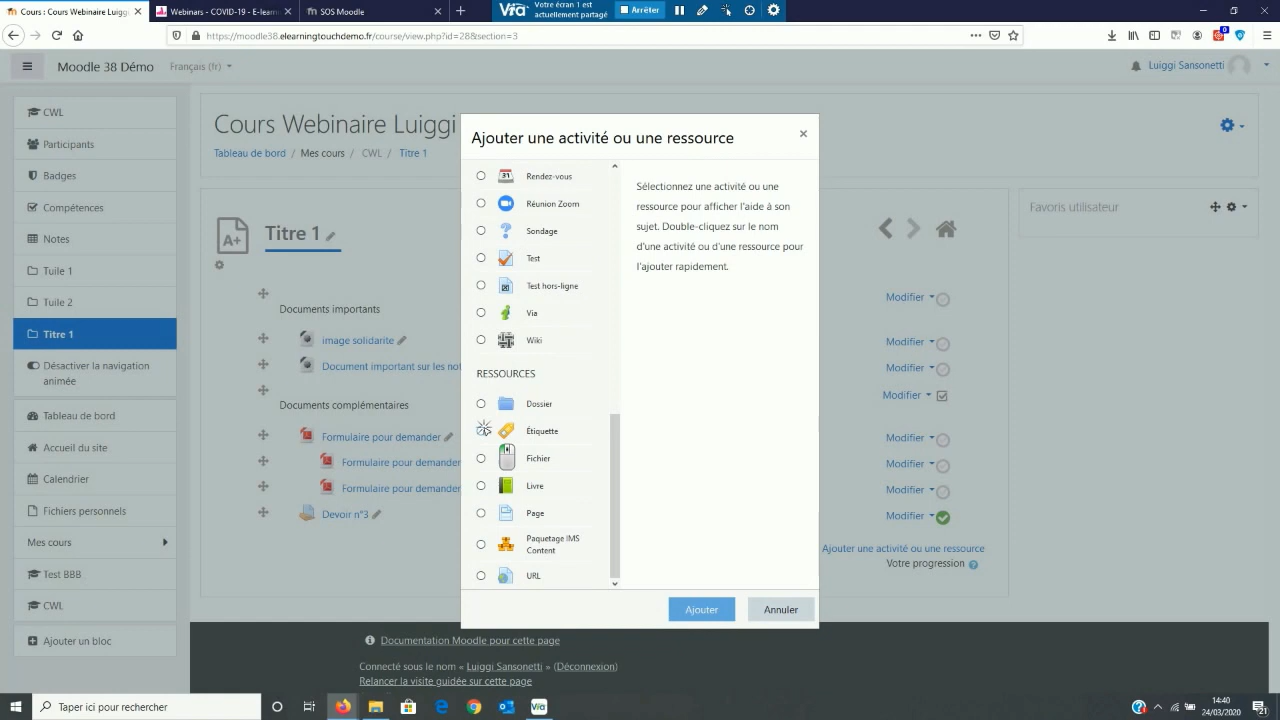 Cours : Cours Webinaire Luiggi
Webinars - COVID-19 - E-learn
SOS Moodle
Via
Votre écran 1 est
actuellement partagé
Arrêter
https://moodle38.elearningtouchdemo.fr/course/view.php?id=28&section=3
0
Moodle 38 Démo
Français (fr)
Luiggi Sansonetti
CWL
Participants
Badges
Compétences
Notes
Tuile 1
Tuile 2
Titre 1
Désactiver la navigation
animée
Tableau de bord
Accueil du site
Calendrier
Fichiers personnels
Mes cours
Test BBB
CWL
Ajouter un bloc
Cours Webinaire Luiggi
Tableau de bord / Mes cours / CWL / Titre 1
A+
Titre 1
Documents importants
image solidarite
Document important sur les not
Documents complémentaires
Formulaire pour demander
Formulaire pour demander
Formulaire pour demander
Devoir n°3
Ajouter une activité ou une ressource
×
31
Rendez-vous
Réunion Zoom
Sondage
Test
Test hors-ligne
Via
Wiki
RESSOURCES
Dossier
Étiquette
Fichier
Livre
Page
Paquetage IMS
Content
URL
Sélectionnez une activité ou une
ressource pour afficher l'aide à son
sujet. Double-cliquez sur le nom
d'une activité ou d'une ressource pour
l'ajouter rapidement.
Ajouter
Annuler
Modifier
Modifier
Modifier
Modifier
Modifier
Modifier
Modifier
Modifier
Ajouter une activité ou une ressource
Votre progression
Favoris utilisateur
Documentation Moodle pour cette page
Connecté sous le nom « Luiggi Sansonetti » (Déconnexion)
Relancer la visite guidée sur cette page
Taper ici pour rechercher
Via
14:40
24/03/2020
21